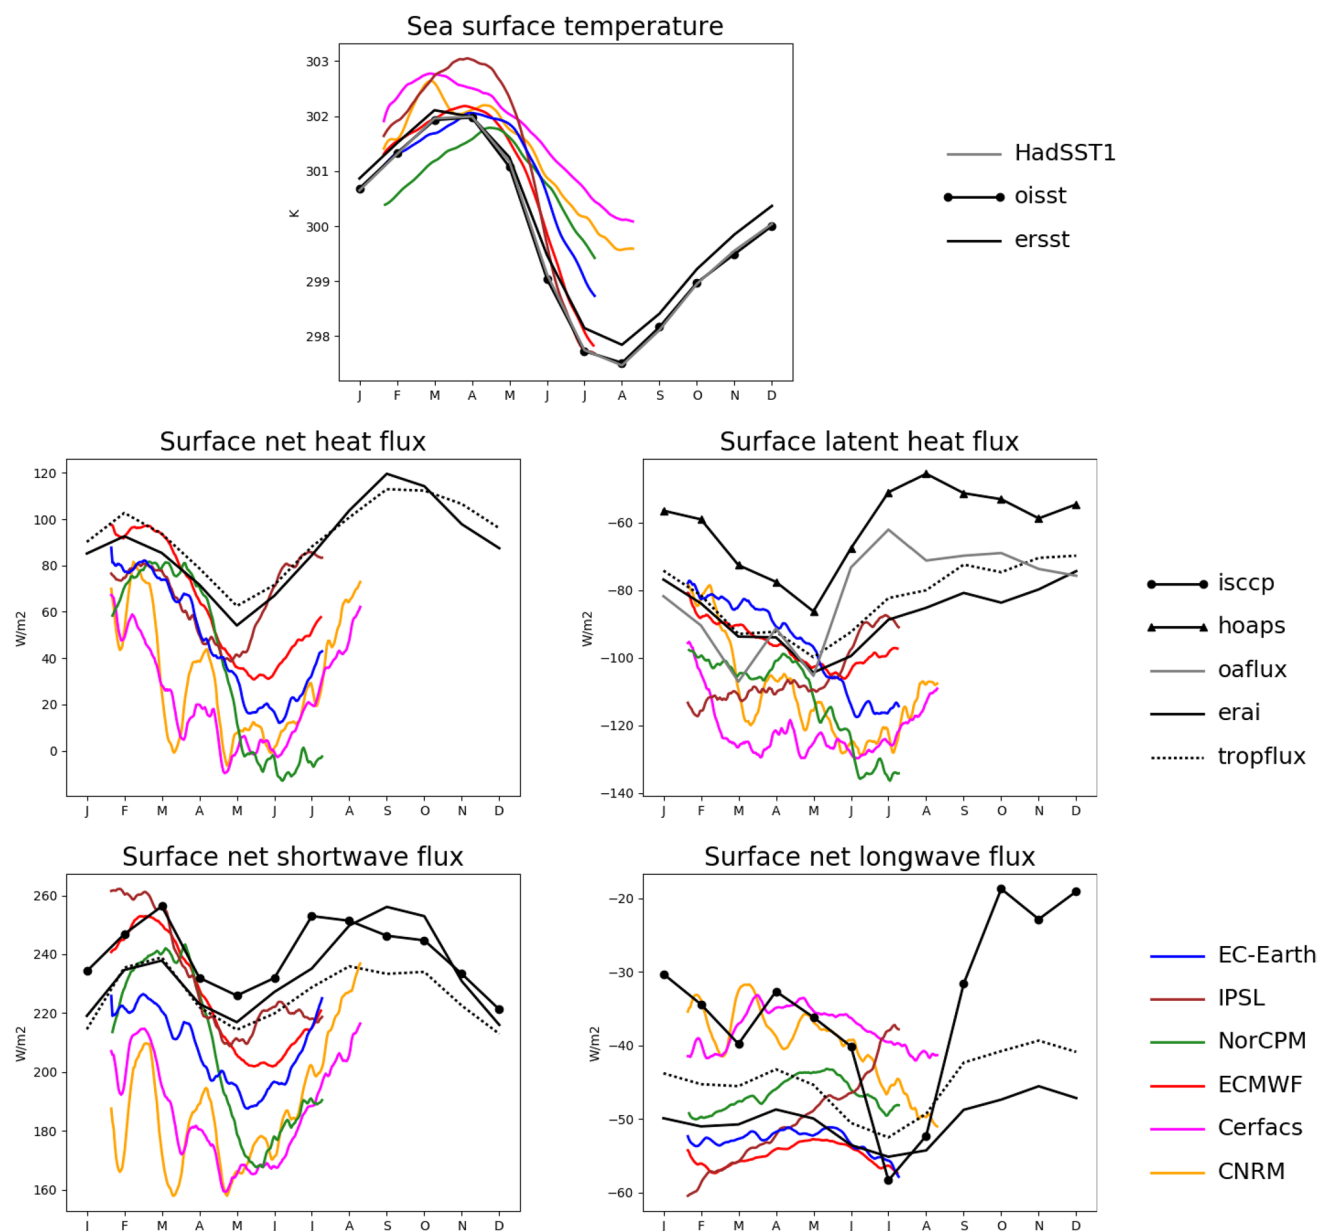 Sea surface temperature
303
302
301
300
299
298
K
J F M A M J J A S O N D
HadSST1
oisst
ersst
Surface net heat flux
120
100
80
60
40
20
0
W/m2
J F M A M J J A S O N D
Surface latent heat flux
−60
−80
−100
−120
−140
W/m2
J F M A M J J A S O N D
isccp
hoaps
oaflux
erai
tropflux
Surface net shortwave flux
260
240
220
200
180
160
W/m2
J F M A M J J A S O N D
Surface net longwave flux
−20
−30
−40
−50
−60
W/m2
J F M A M J J A S O N D
EC-Earth
IPSL
NorCPM
ECMWF
Cerfacs
CNRM